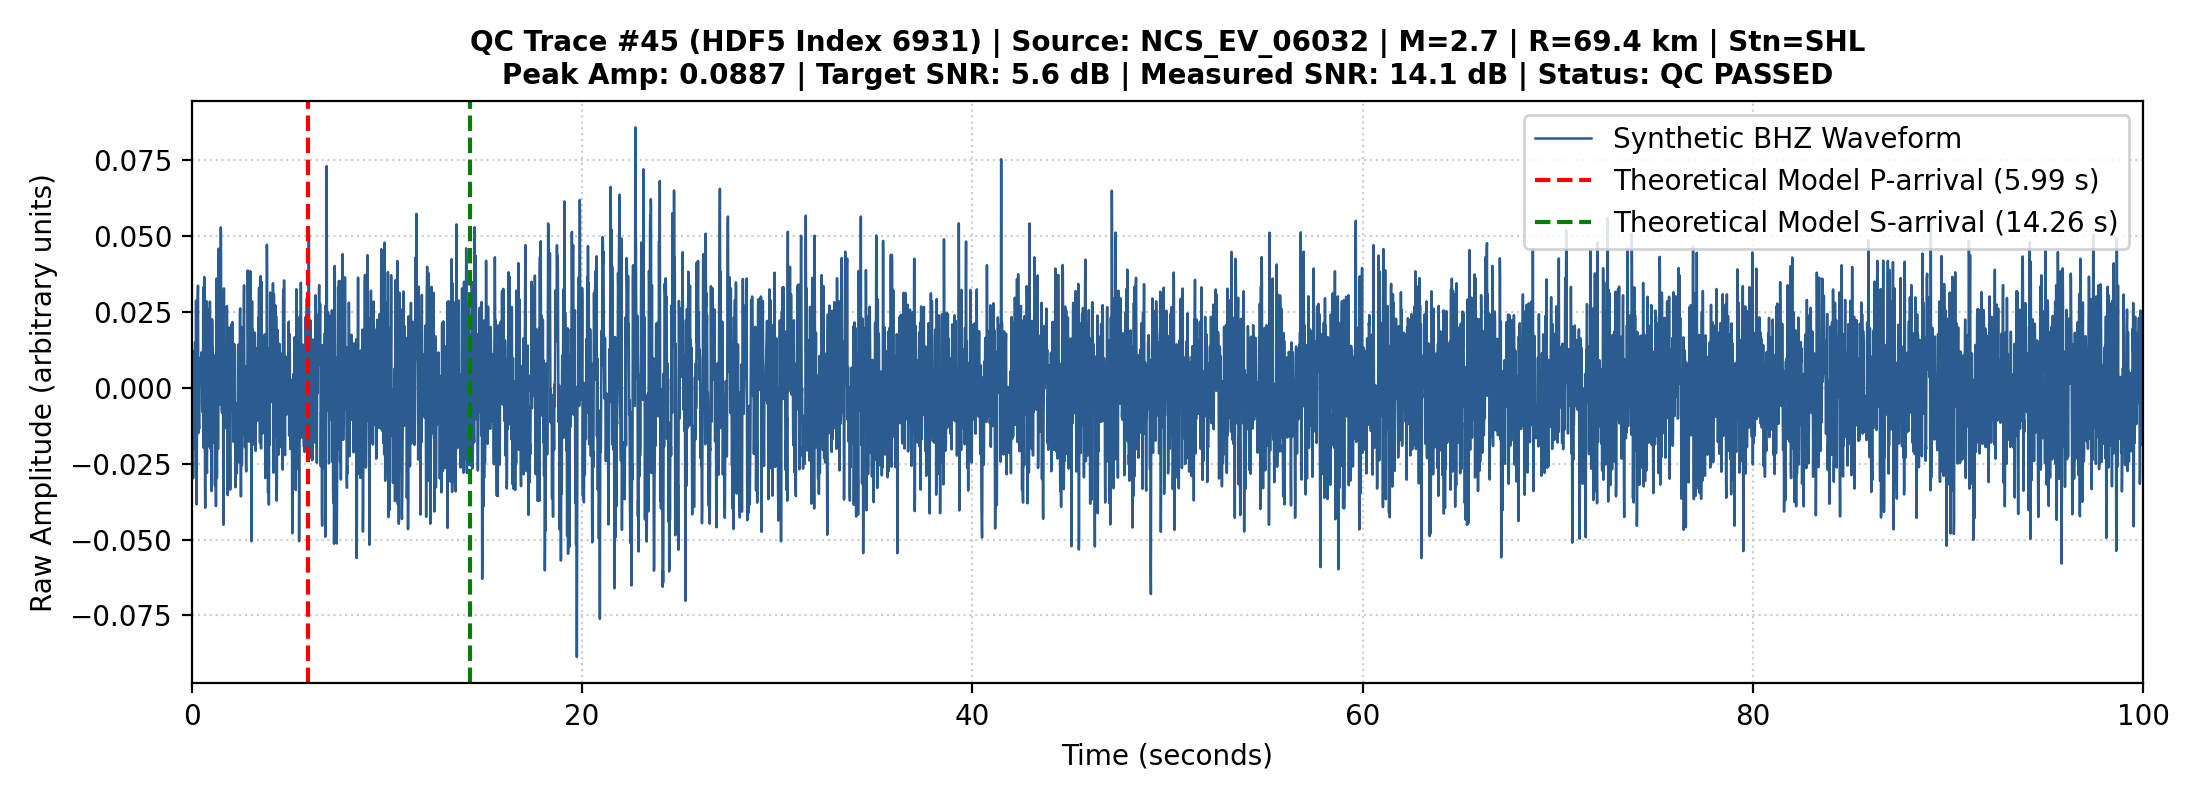 QC Trace #45 (HDF5 Index 6931) | Source: NCS_EV_06032 | M=2.7 | R=69.4 km | Stn=SHL
Peak Amp: 0.0887 | Target SNR: 5.6 dB | Measured SNR: 14.1 dB | Status: QC PASSED
Synthetic BHZ Waveform
Theoretical Model P-arrival (5.99 s)
Theoretical Model S-arrival (14.26 s)
Raw Amplitude (arbitrary units)
0.075
0.050
0.025
0.000
−0.025
−0.050
−0.075
0
20
40
60
80
100
Time (seconds)